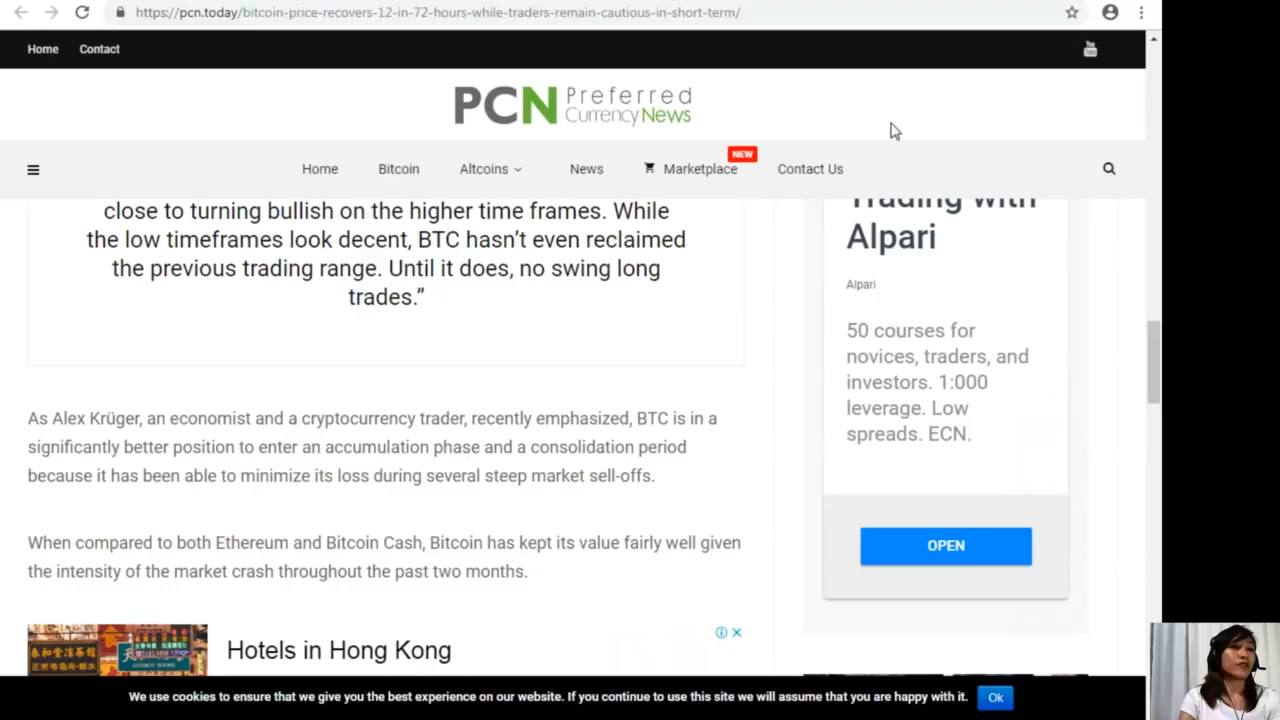 https://pcn.today/bitcoin-price-recovers-12-in-72-hours-while-traders-remain-cautious-in-short-term/
Home Contact
You
PCN Preferred
CurrencyNews
Home Bitcoin Altcoins News Marketplace NEW Contact Us
close to turning bullish on the higher time frames. While
the low timeframes look decent, BTC hasn’t even reclaimed
the previous trading range. Until it does, no swing long
trades.”
As Alex Krüger, an economist and a cryptocurrency trader, recently emphasized, BTC is in a
significantly better position to enter an accumulation phase and a consolidation period
because it has been able to minimize its loss during several steep market sell-offs.
When compared to both Ethereum and Bitcoin Cash, Bitcoin has kept its value fairly well given
the intensity of the market crash throughout the past two months.
Hotels in Hong Kong
Trading with
Alpari
Alpari
50 courses for
novices, traders, and
investors. 1:000
leverage. Low
spreads. ECN.
OPEN
We use cookies to ensure that we give you the best experience on our website. If you continue to use this site we will assume that you are happy with it. Ok